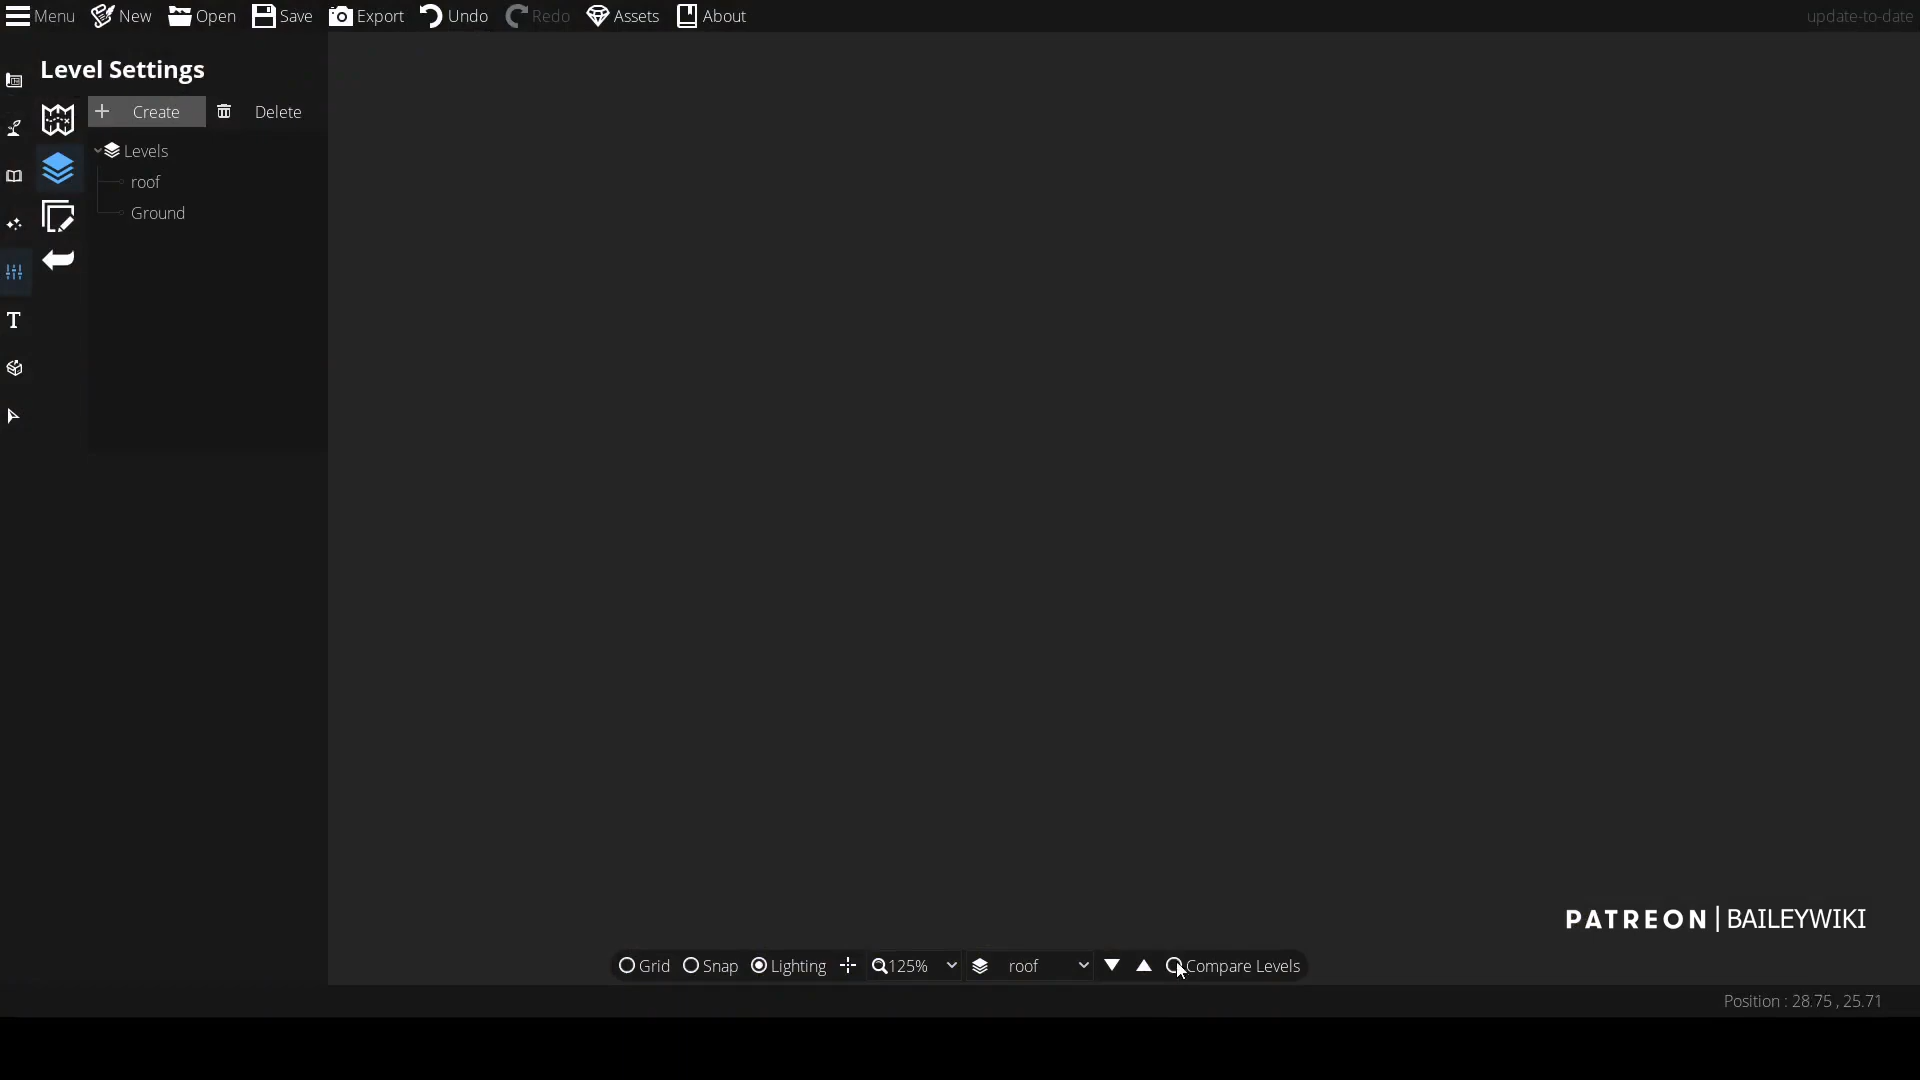 Menu New Open Save Export Undo Redo Assets About update-to-date
Level Settings
Create Delete
Levels
roof
Ground
T
PATREON | BAILEYWIKI
Grid Snap Lighting 125% roof Compare Levels
Position : 28.75 , 25.71